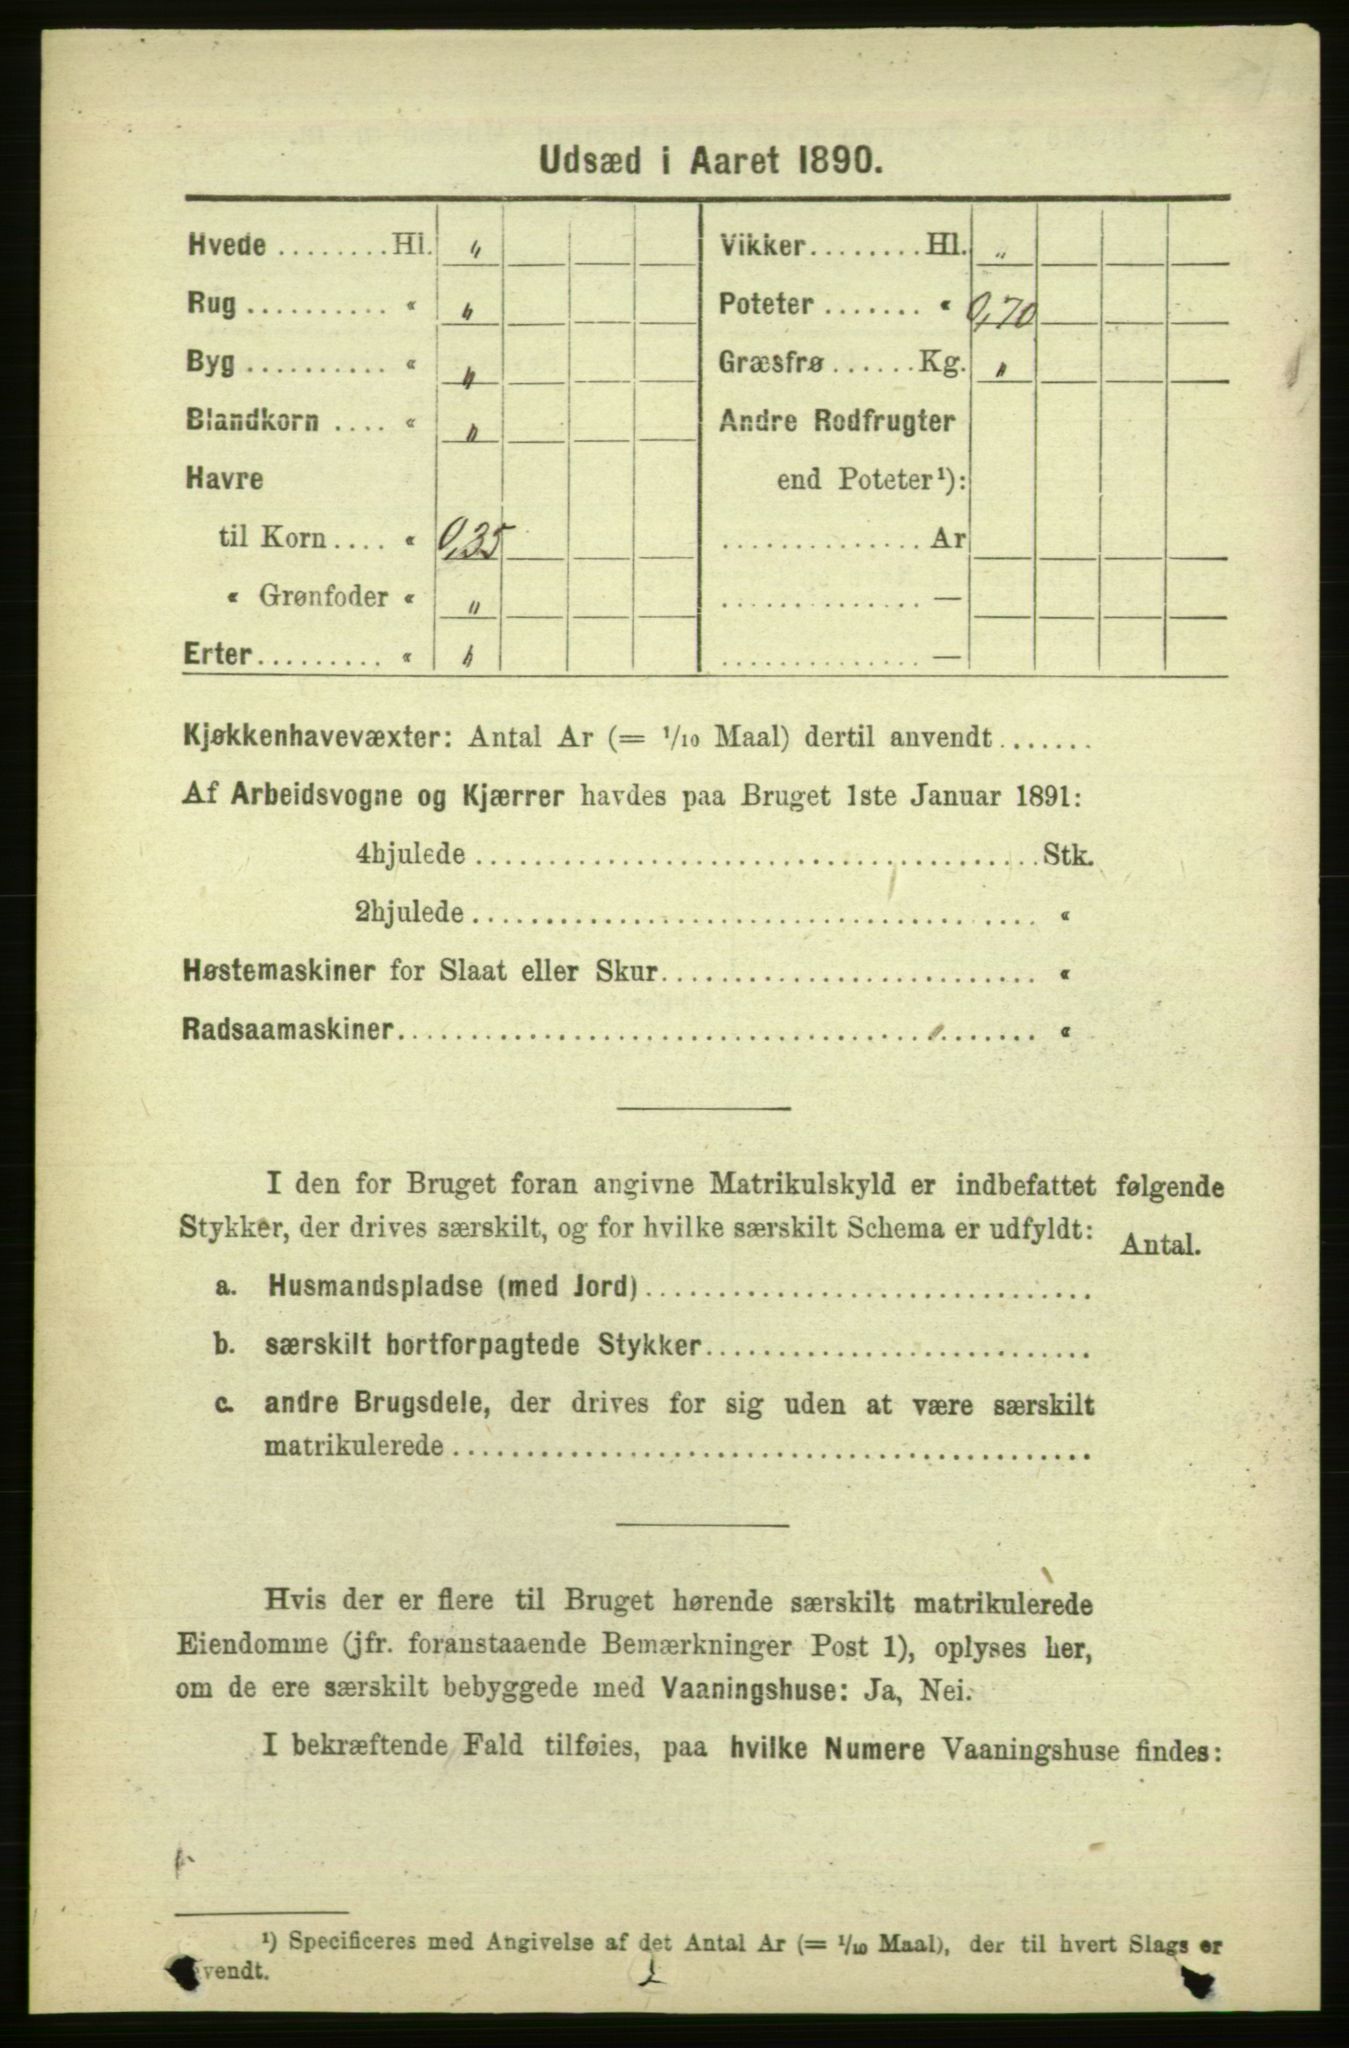 Udsæd i Aaret 1890.
Hvede ........ Hl. „
Rug .......... « „
Byg .......... « „
Blandkorn .... « „
Havre
til Korn .... « 0,35
« Grønfoder « „
Erter ......... « „
Vikker ........ Hl. „
Poteter ....... « 0,70
Græsfrø ...... Kg. „
Andre Rodfrugter
end Poteter¹):
............... Ar
............... —
............... —
Kjøkkenhavevæxter: Antal Ar (= 1/10 Maal) dertil anvendt .......
Af Arbeidsvogne og Kjærrer havdes paa Bruget 1ste Januar 1891:
4hjulede ....................................... Stk.
2hjulede ....................................... «
Høstemaskiner for Slaat eller Skur .......................... «
Radsaamaskiner ............................................ «
I den for Bruget foran angivne Matrikulskyld er indbefattet følgende
Stykker, der drives særskilt, og for hvilke særskilt Schema er udfyldt: Antal.
a. Husmandspladse (med Jord) ...............................
b. særskilt bortforpagtede Stykker ...........................
c. andre Brugsdele, der drives for sig uden at være særskilt
matrikulerede ............................................
Hvis der er flere til Bruget hørende særskilt matrikulerede
Eiendomme (jfr. foranstaaende Bemærkninger Post 1), oplyses her,
om de ere særskilt bebyggede med Vaaningshuse: Ja, Nei.
I bekræftende Fald tilføies, paa hvilke Numere Vaaningshuse findes:
¹) Specificeres med Angivelse af det Antal Ar (= 1/10 Maal), der til hvert Slags er
vendt.